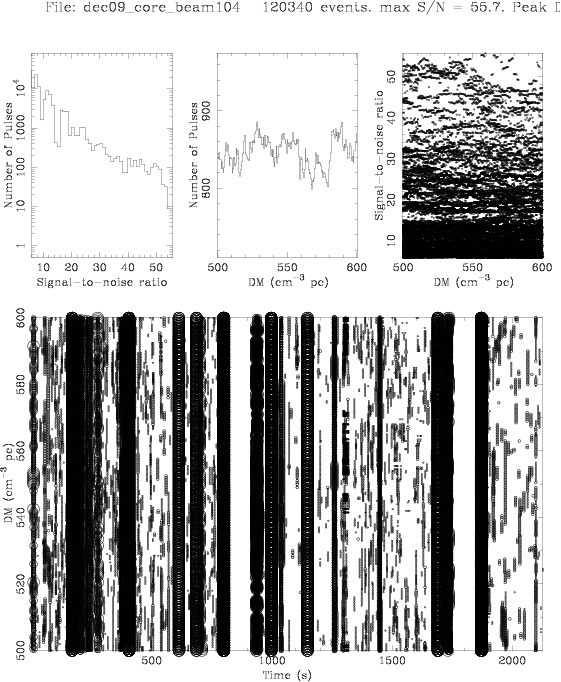 File: dec09_core_beam104 120340 events. max S/N = 55.7. Peak
Number of Pulses
1
10
100
1000
10⁴
10 20 30 40 50
Signal-to-noise ratio
Number of Pulses
800
900
500 550 600
DM (cm⁻³ pc)
Signal-to-noise ratio
10 20 30 40 50
500 550 600
DM (cm⁻³ pc)
DM (cm⁻³ pc)
500 520 540 560 580 600
500 1000 1500 2000
Time (s)